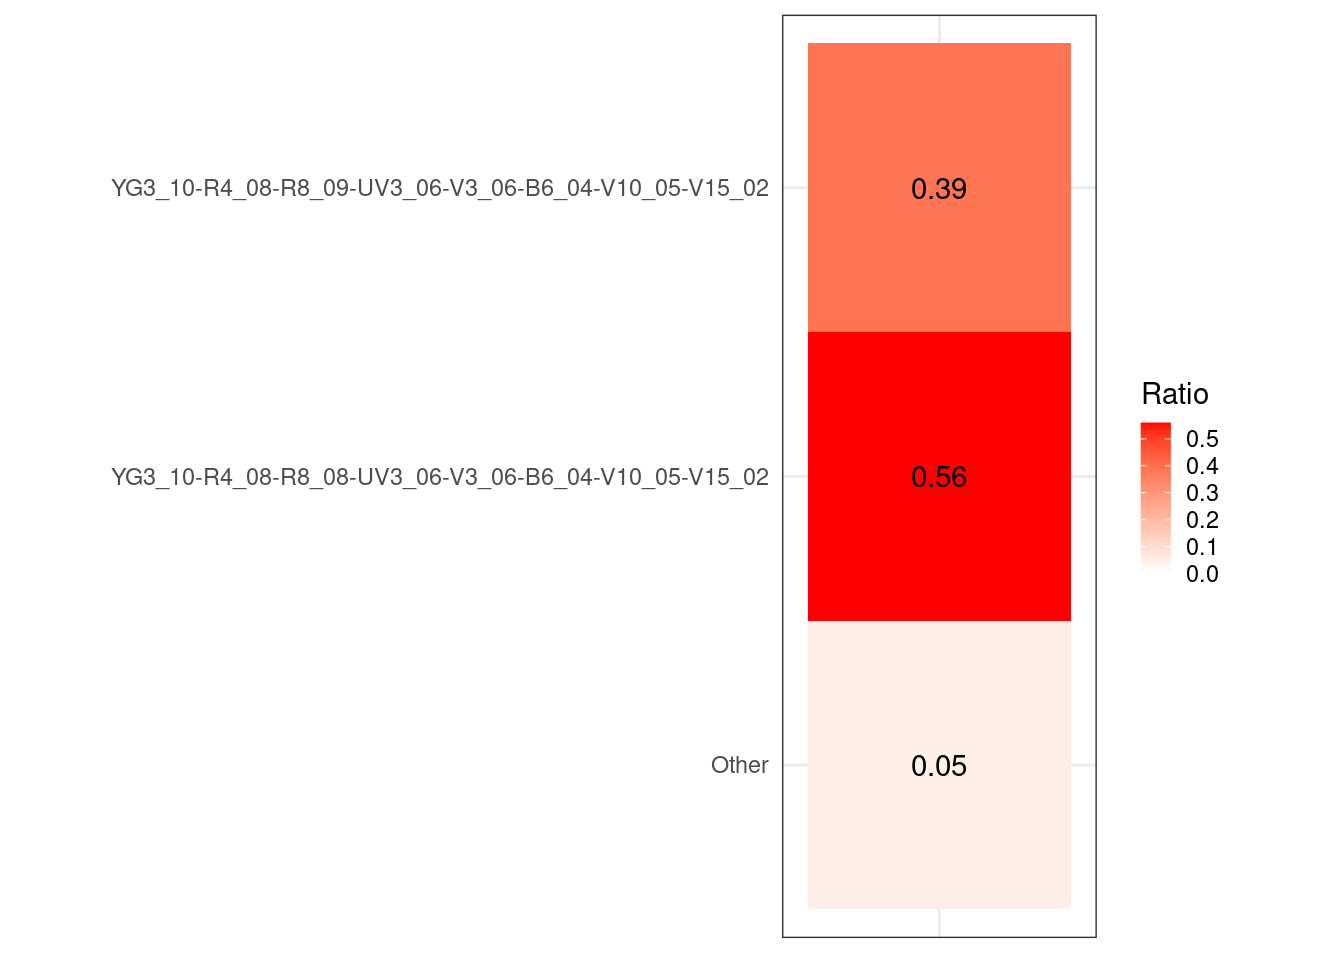 YG3_10-R4_08-R8_09-UV3_06-V3_06-B6_04-V10_05-V15_02
0.39
YG3_10-R4_08-R8_08-UV3_06-V3_06-B6_04-V10_05-V15_02
0.56
Other
0.05
Ratio
0.5
0.4
0.3
0.2
0.1
0.0